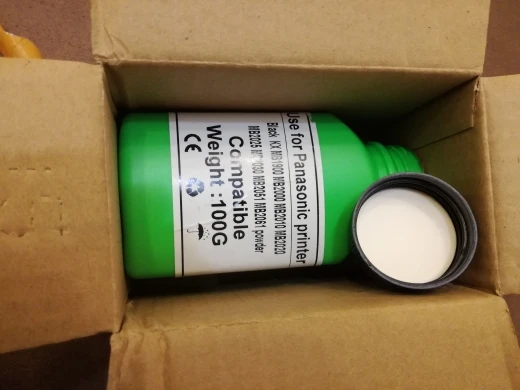 Use for Panasonic printer
Black KX MB1900 MB2000 MB2010 MB2020
MB2025 MB2030 MB2051 MB2061 powder
Compatible
Weight :100G
CE